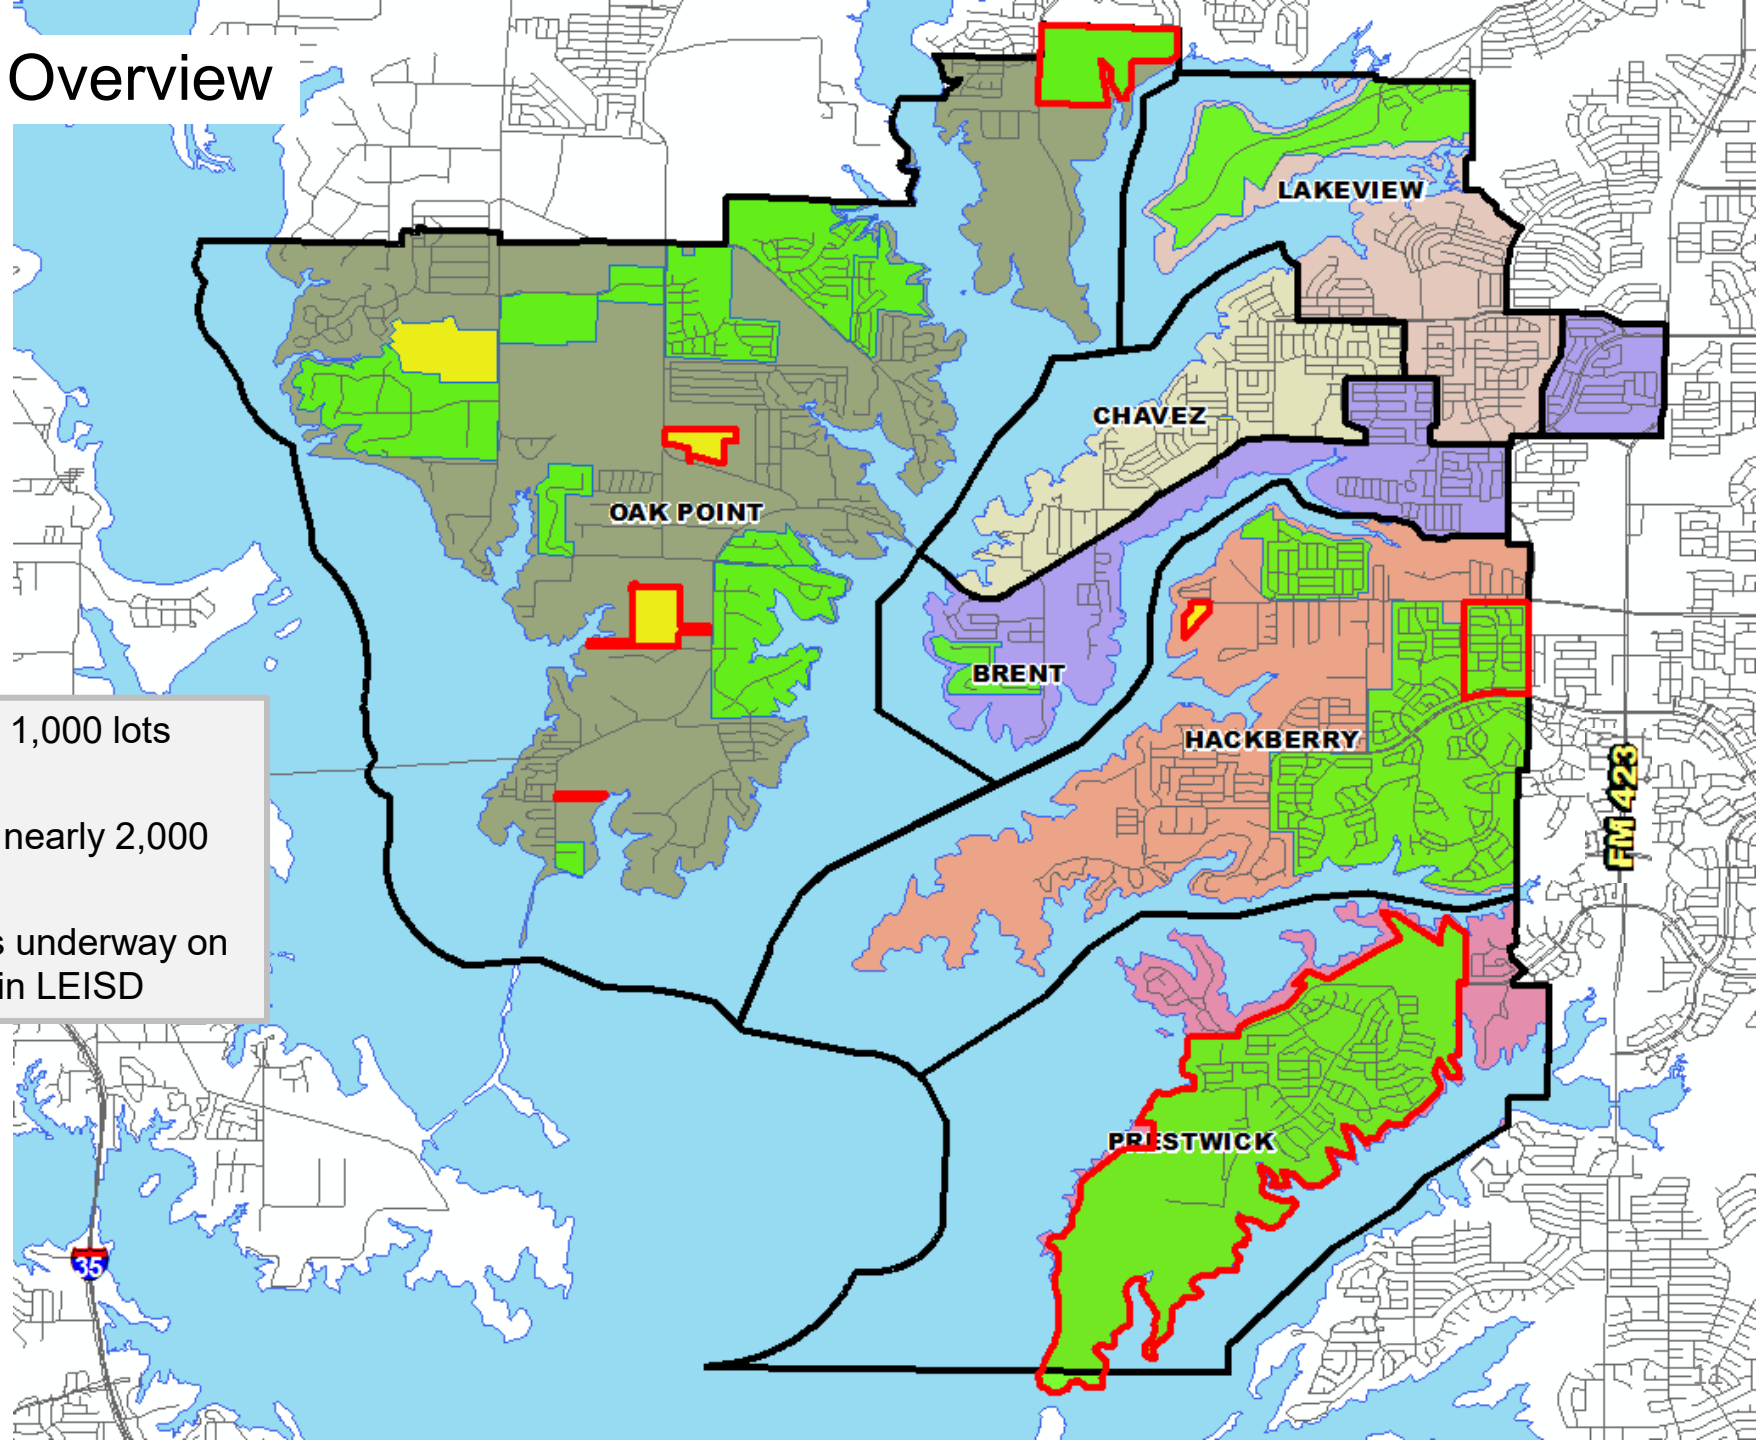 Overview
LAKEVIEW
CHAVEZ
OAK POINT
BRENT
1,000 lots
HACKBERRY
nearly 2,000
FM 423
underway on
in LEISD
PRESTWICK
35